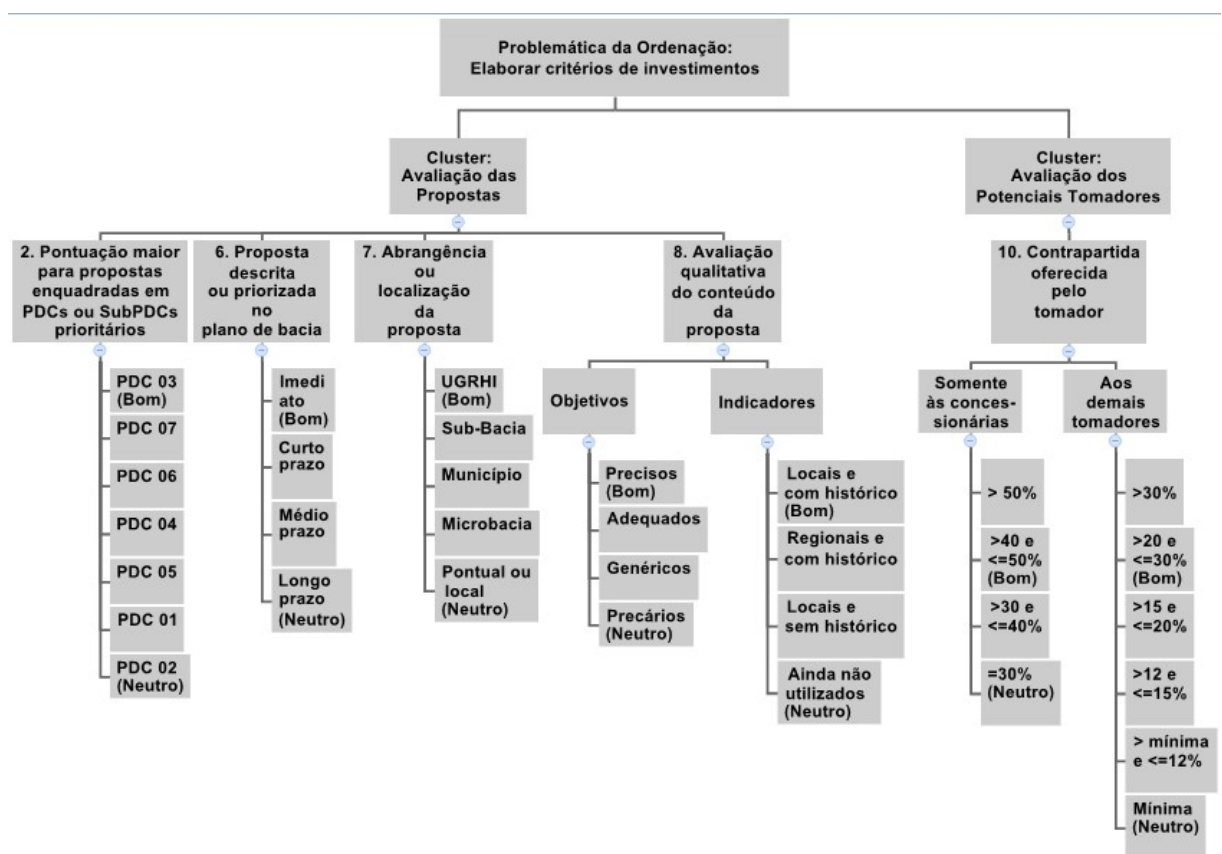 Problemática da Ordenação:
Elaborar critérios de investimentos
Cluster:
Avaliação das
Propostas
Cluster:
Avaliação dos
Potenciais Tomadores
2. Pontuação maior
para propostas
enquadradas em
PDCs ou SubPDCs
prioritários
6. Proposta
descrita
ou priorizada
no
plano de bacia
7. Abrangência
ou
localização
da
proposta
8. Avaliação
qualitativa
do conteúdo
da
proposta
10. Contrapartida
oferecida
pelo
tomador
PDC 03
(Bom)
PDC 07
PDC 06
PDC 04
PDC 05
PDC 01
PDC 02
(Neutro)
Imedi
ato
(Bom)
Curto
prazo
Médio
prazo
Longo
prazo
(Neutro)
UGRHI
(Bom)
Sub-Bacia
Município
Microbacia
Pontual ou
local
(Neutro)
Objetivos
Precisos
(Bom)
Adequados
Genéricos
Precários
(Neutro)
Indicadores
Locais e
com histórico
(Bom)
Regionais e
com histórico
Locais e
sem histórico
Ainda não
utilizados
(Neutro)
Somente
às conces-
sionárias
> 50%
>40 e
<=50%
(Bom)
>30 e
<=40%
=30%
(Neutro)
Aos
demais
tomadores
>30%
>20 e
<=30%
(Bom)
>15 e
<=20%
>12 e
<=15%
> mínima
e <=12%
Mínima
(Neutro)